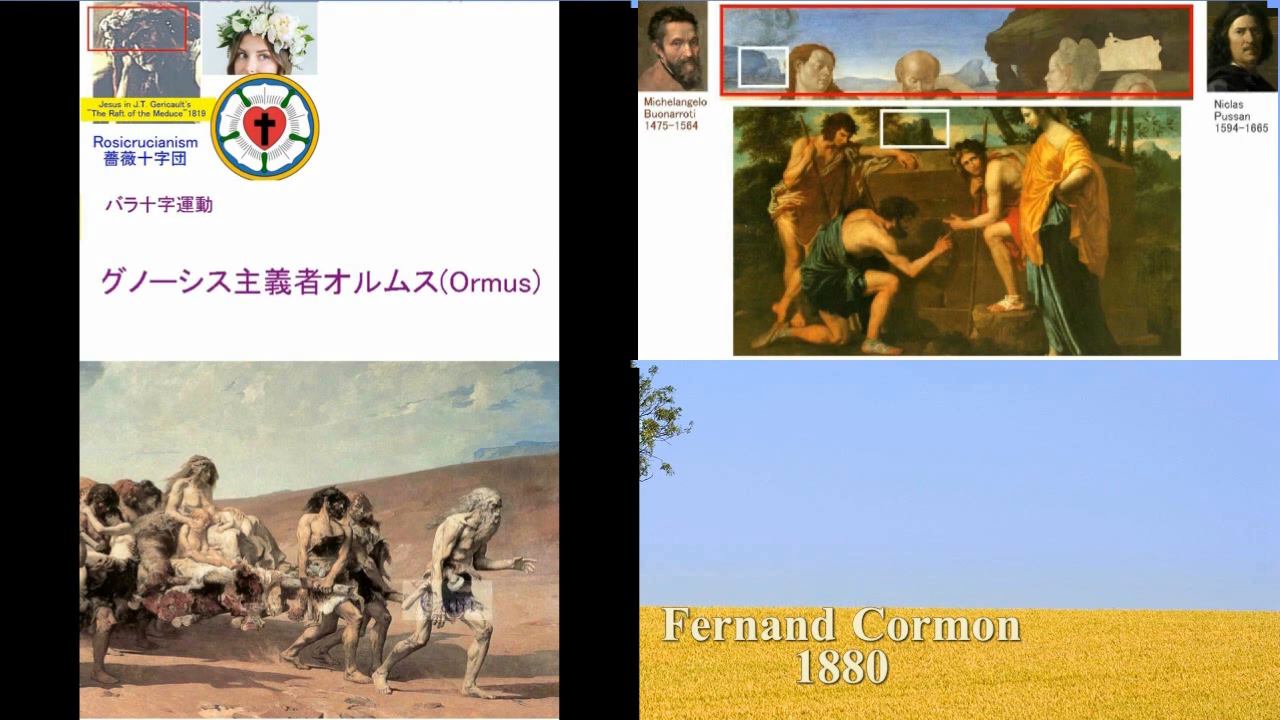 Jesus in J.T. Gericault's
"The Raft of the Meduce" 1819
Rosicrucianism
薔薇十字団
バラ十字運動
グノーシス主義者オルムス(Ormus)
Michelangelo
Buonarroti
1475-1564
Niclas
Pussan
1594-1665
Fernand Cormon
1880